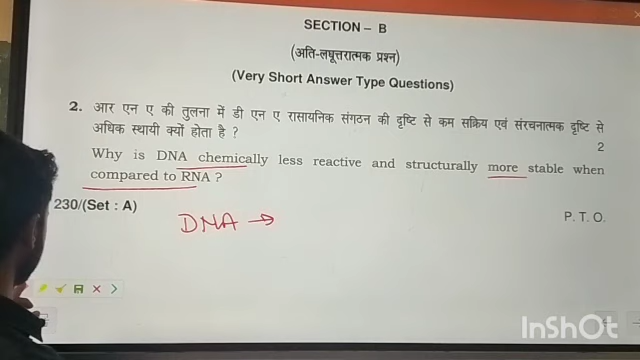 SECTION – B
(अति-लघूत्तरात्मक प्रश्न)
(Very Short Answer Type Questions)
2. आर एन ए की तुलना में डी एन ए रासायनिक संगठन की दृष्टि से कम सक्रिय एवं संरचनात्मक दृष्टि से
अधिक स्थायी क्यों होता है ?
2
Why is DNA chemically less reactive and structurally more stable when
compared to RNA ?
230/(Set : A)
P. T. O.
DNA →
InShOt